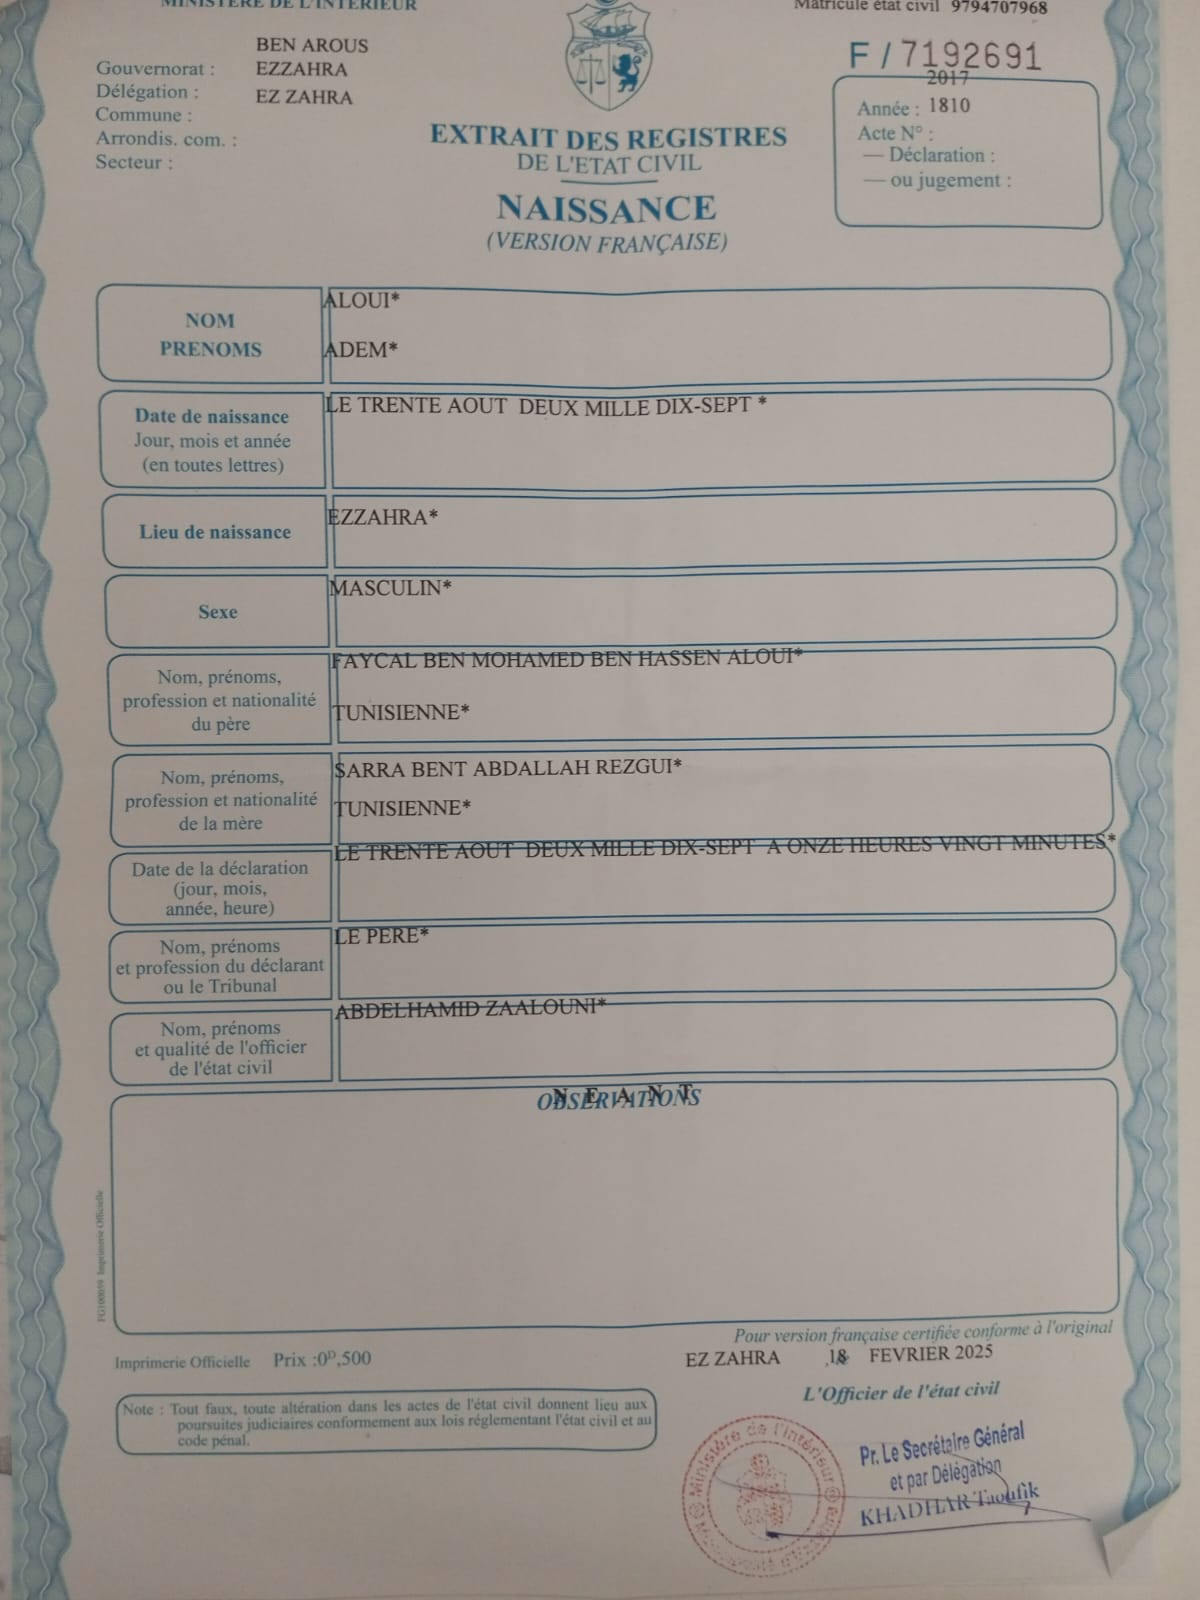 MINISTERE DE L'INTERIEUR
Matricule état civil 9794707968
BEN AROUS
Gouvernorat : EZZAHRA
Délégation : EZ ZAHRA
Commune :
Arrondis. com. :
Secteur :
F / 7192691
2017
Année : 1810
Acte N° :
— Déclaration :
— ou jugement :
EXTRAIT DES REGISTRES
DE L'ETAT CIVIL
NAISSANCE
(VERSION FRANÇAISE)
NOM
PRENOMS
ALOUI*
ADEM*
Date de naissance
Jour, mois et année
(en toutes lettres)
LE TRENTE AOUT DEUX MILLE DIX-SEPT *
Lieu de naissance
EZZAHRA*
Sexe
MASCULIN*
Nom, prénoms,
profession et nationalité
du père
FAYCAL BEN MOHAMED BEN HASSEN ALOUI*
TUNISIENNE*
Nom, prénoms,
profession et nationalité
de la mère
SARRA BENT ABDALLAH REZGUI*
TUNISIENNE*
Date de la déclaration
(jour, mois,
année, heure)
LE TRENTE AOUT DEUX MILLE DIX-SEPT A ONZE HEURES VINGT MINUTES*
Nom, prénoms
et profession du déclarant
ou le Tribunal
LE PERE*
Nom, prénoms
et qualité de l'officier
de l'état civil
ABDELHAMID ZAALOUNI*
OBSERVATIONS
N E A N T
Imprimerie Officielle
Pour version française certifiée conforme à l'original
Imprimerie Officielle Prix :0ᴰ,500
EZ ZAHRA 18 FEVRIER 2025
L'Officier de l'état civil
Note : Tout faux, toute altération dans les actes de l'état civil donnent lieu aux
poursuites judiciaires conformement aux lois réglementant l'état civil et au
code pénal.
Ministère de l'Intérieur
Pr. Le Secrétaire Général
et par Délégation
KHADHAR Taoufik